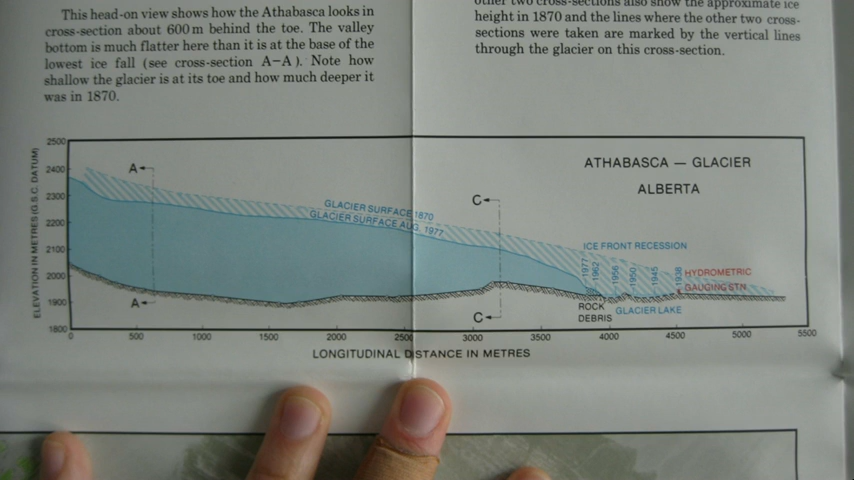 This head-on view shows how the Athabasca looks in
cross-section about 600 m behind the toe. The valley
bottom is much flatter here than it is at the base of the
lowest ice fall (see cross-section A–A). Note how
shallow the glacier is at its toe and how much deeper it
was in 1870.
other two cross-sections also show the approximate ice
height in 1870 and the lines where the other two cross-
sections were taken are marked by the vertical lines
through the glacier on this cross-section.
ATHABASCA — GLACIER
ALBERTA
ELEVATION IN METRES (G.S.C. DATUM)
2500
2400
2300
2200
2100
2000
1900
1800
A
A
C
C
GLACIER SURFACE 1870
GLACIER SURFACE AUG. 1977
ICE FRONT RECESSION
1977
1962
1956
1950
1945
1938
HYDROMETRIC
GAUGING STN.
ROCK
DEBRIS
GLACIER LAKE
0
500
1000
1500
2000
2500
3000
3500
4000
4500
5000
5500
LONGITUDINAL DISTANCE IN METRES